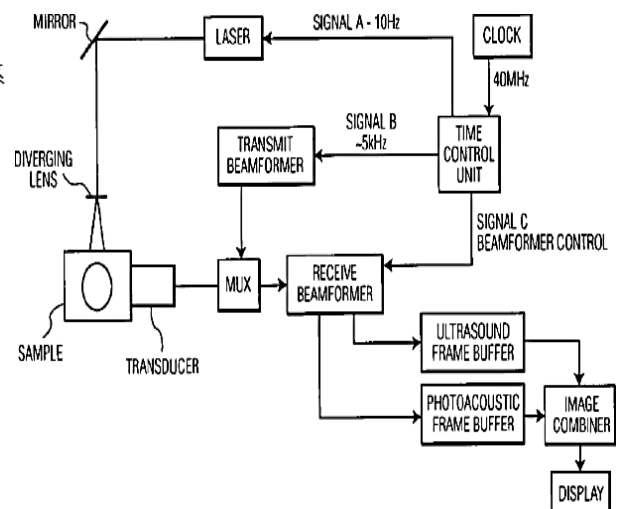 MIRROR
LASER
SIGNAL A - 10Hz
CLOCK
40MHz
TRANSMIT
BEAMFORMER
SIGNAL B
~5kHz
TIME
CONTROL
UNIT
DIVERGING
LENS
SIGNAL C
BEAMFORMER CONTROL
MUX
RECEIVE
BEAMFORMER
SAMPLE
TRANSDUCER
ULTRASOUND
FRAME BUFFER
PHOTOACOUSTIC
FRAME BUFFER
IMAGE
COMBINER
DISPLAY